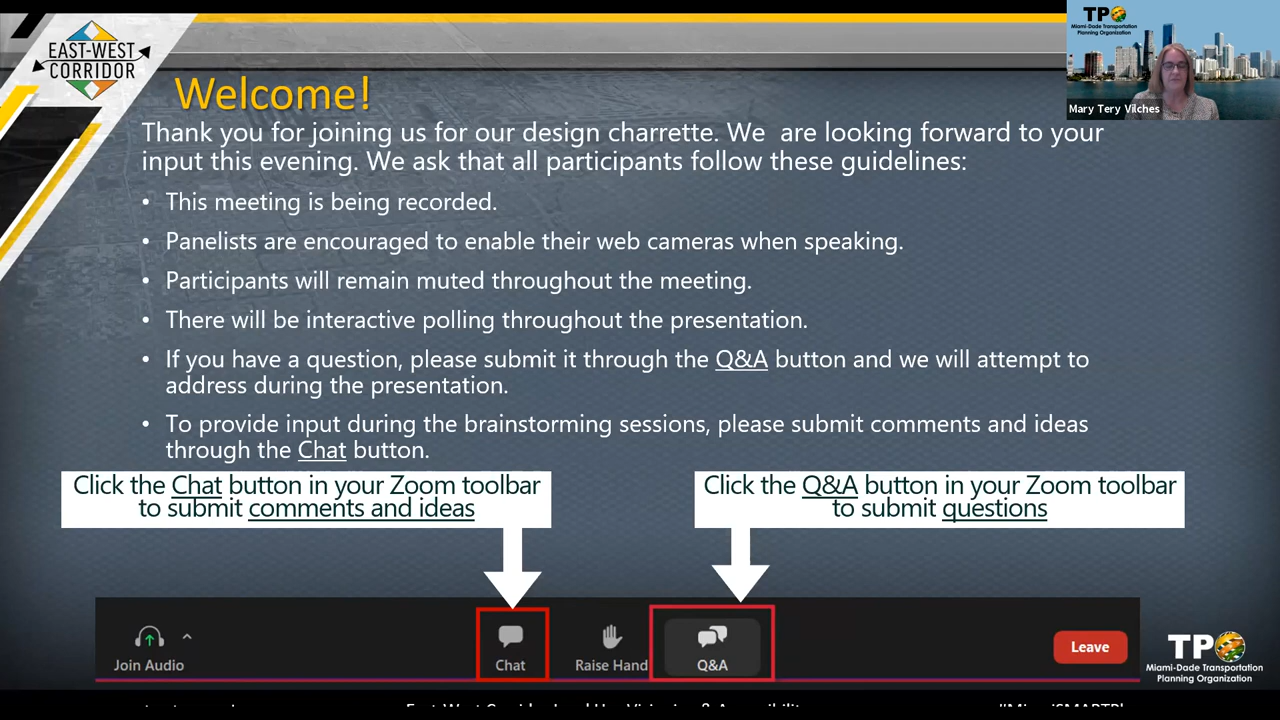 EAST-WEST
CORRIDOR
TPO
Miami-Dade Transportation
Planning Organization
Mary Tery Vilches
Welcome!
Thank you for joining us for our design charrette. We are looking forward to your
input this evening. We ask that all participants follow these guidelines:
• This meeting is being recorded.
• Panelists are encouraged to enable their web cameras when speaking.
• Participants will remain muted throughout the meeting.
• There will be interactive polling throughout the presentation.
• If you have a question, please submit it through the Q&A button and we will attempt to
address during the presentation.
• To provide input during the brainstorming sessions, please submit comments and ideas
through the Chat button.
Click the Chat button in your Zoom toolbar
to submit comments and ideas
Click the Q&A button in your Zoom toolbar
to submit questions
Join Audio
Chat
Raise Hand
Q&A
Leave
TPO
Miami-Dade Transportation
Planning Organization